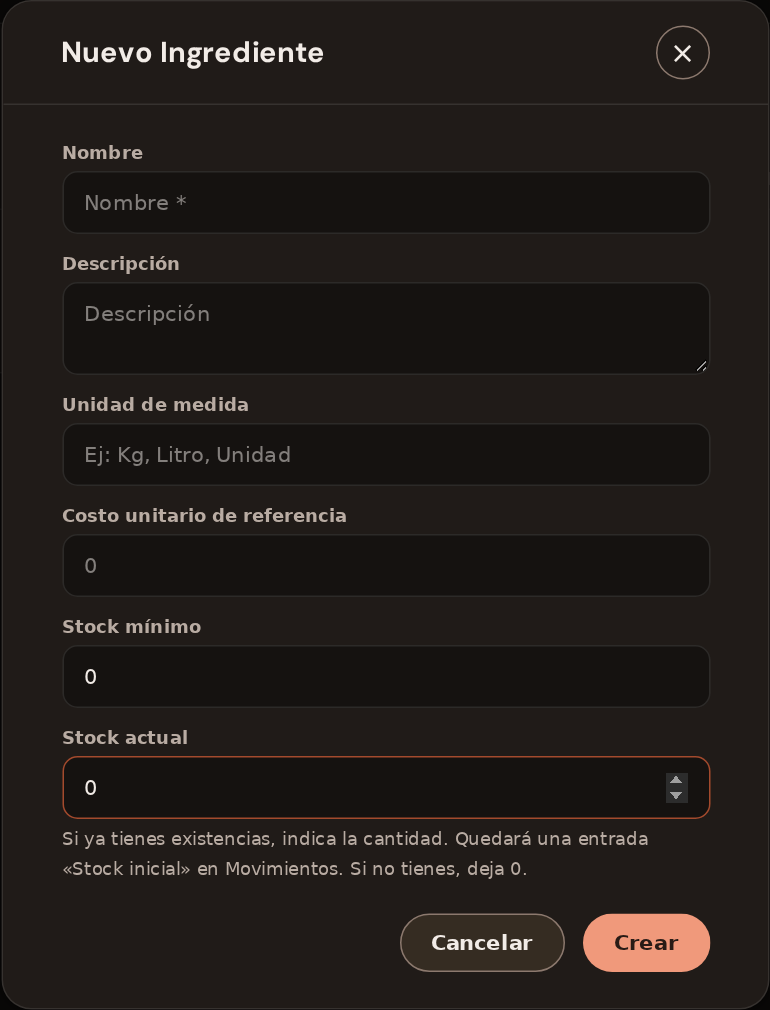 Nuevo Ingrediente
Nombre
Nombre *
Descripción
Descripción
Unidad de medida
Ej: Kg, Litro, Unidad
Costo unitario de referencia
0
Stock mínimo
0
Stock actual
0
Si ya tienes existencias, indica la cantidad. Quedará una entrada
«Stock inicial» en Movimientos. Si no tienes, deja 0.
Cancelar
Crear